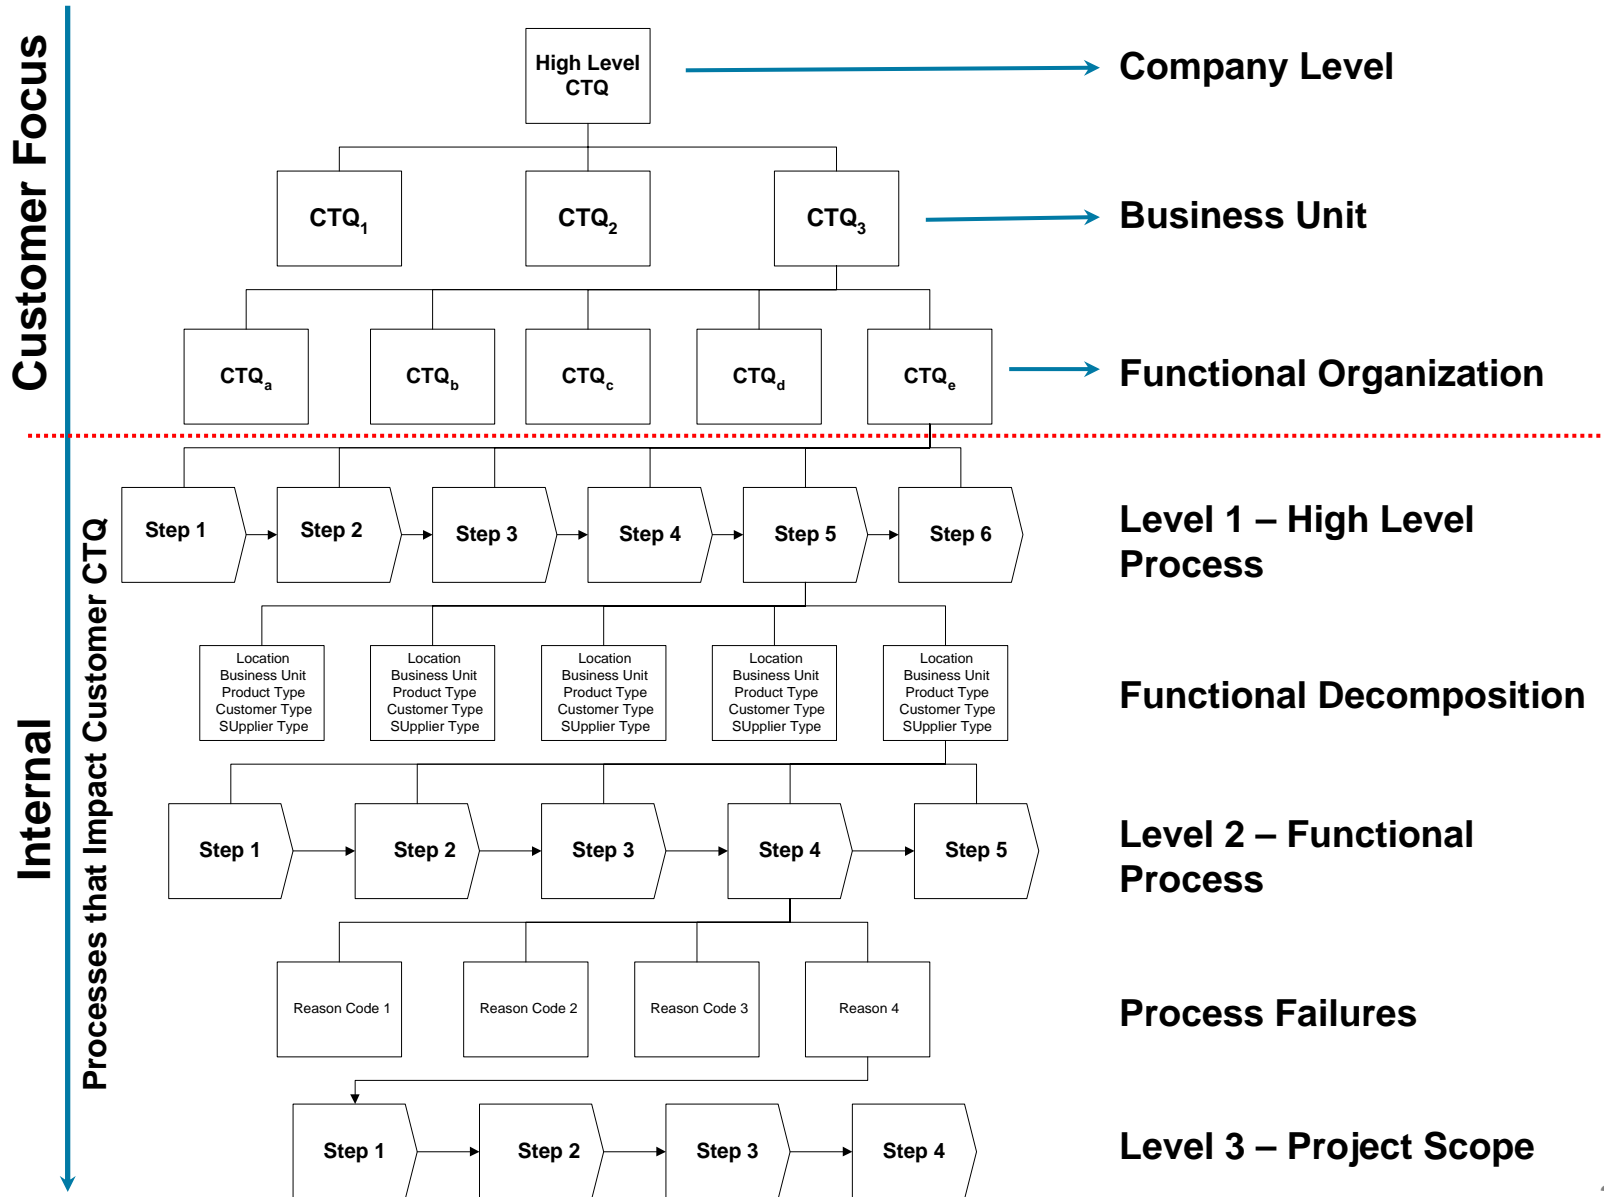 Customer Focus
High Level
CTQ
Company Level
CTQ1
CTQ2
CTQ3
Business Unit
CTQa
CTQb
CTQc
CTQd
CTQe
Functional Organization
Internal
Processes that Impact Customer CTQ
Step 1
Step 2
Step 3
Step 4
Step 5
Step 6
Level 1 – High Level
Process
Location
Business Unit
Product Type
Customer Type
SUpplier Type
Location
Business Unit
Product Type
Customer Type
SUpplier Type
Location
Business Unit
Product Type
Customer Type
SUpplier Type
Location
Business Unit
Product Type
Customer Type
SUpplier Type
Location
Business Unit
Product Type
Customer Type
SUpplier Type
Functional Decomposition
Step 1
Step 2
Step 3
Step 4
Step 5
Level 2 – Functional
Process
Reason Code 1
Reason Code 2
Reason Code 3
Reason 4
Process Failures
Step 1
Step 2
Step 3
Step 4
Level 3 – Project Scope